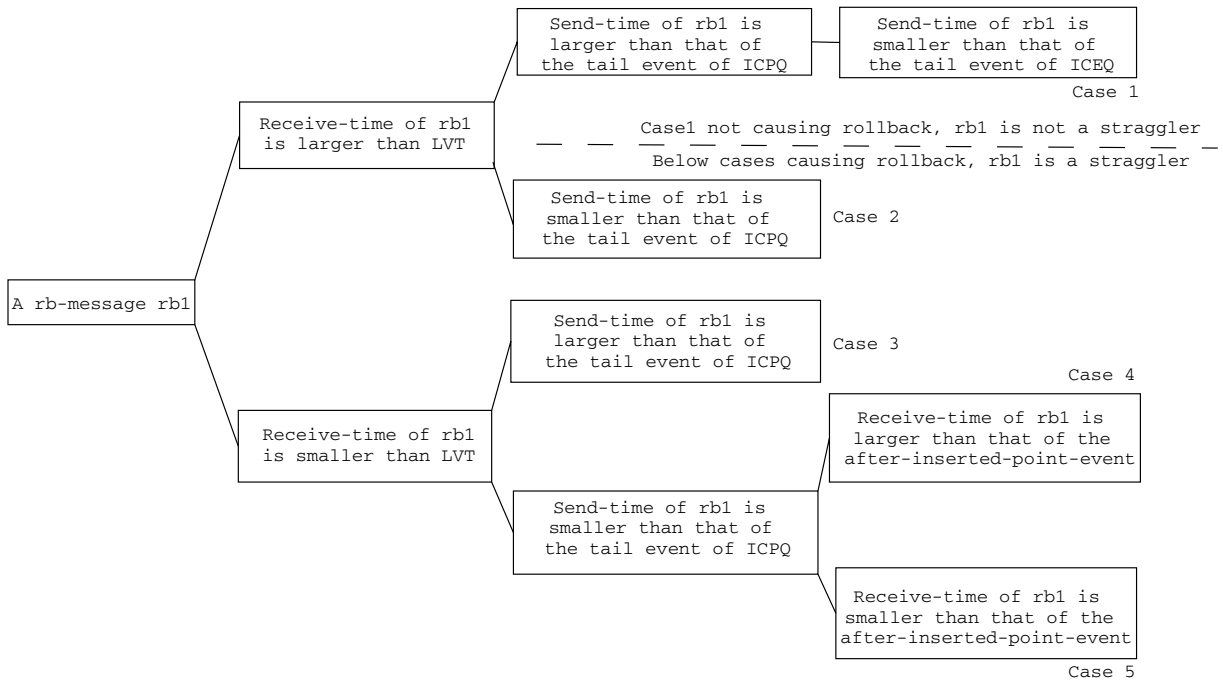 Send-time of rb1 is
larger than that of
the tail event of ICPQ
Send-time of rb1 is
smaller than that of
the tail event of ICEQ
Case 1
Receive-time of rb1
is larger than LVT
Case1 not causing rollback, rb1 is not a straggler
Below cases causing rollback, rb1 is a straggler
Send-time of rb1 is
smaller than that of
the tail event of ICPQ
Case 2
A rb-message rb1
Send-time of rb1 is
larger than that of
the tail event of ICPQ
Case 3
Case 4
Receive-time of rb1 is
larger than that of the
after-inserted-point-event
Receive-time of rb1
is smaller than LVT
Send-time of rb1 is
smaller than that of
the tail event of ICPQ
Receive-time of rb1 is
smaller than that of the
after-inserted-point-event
Case 5